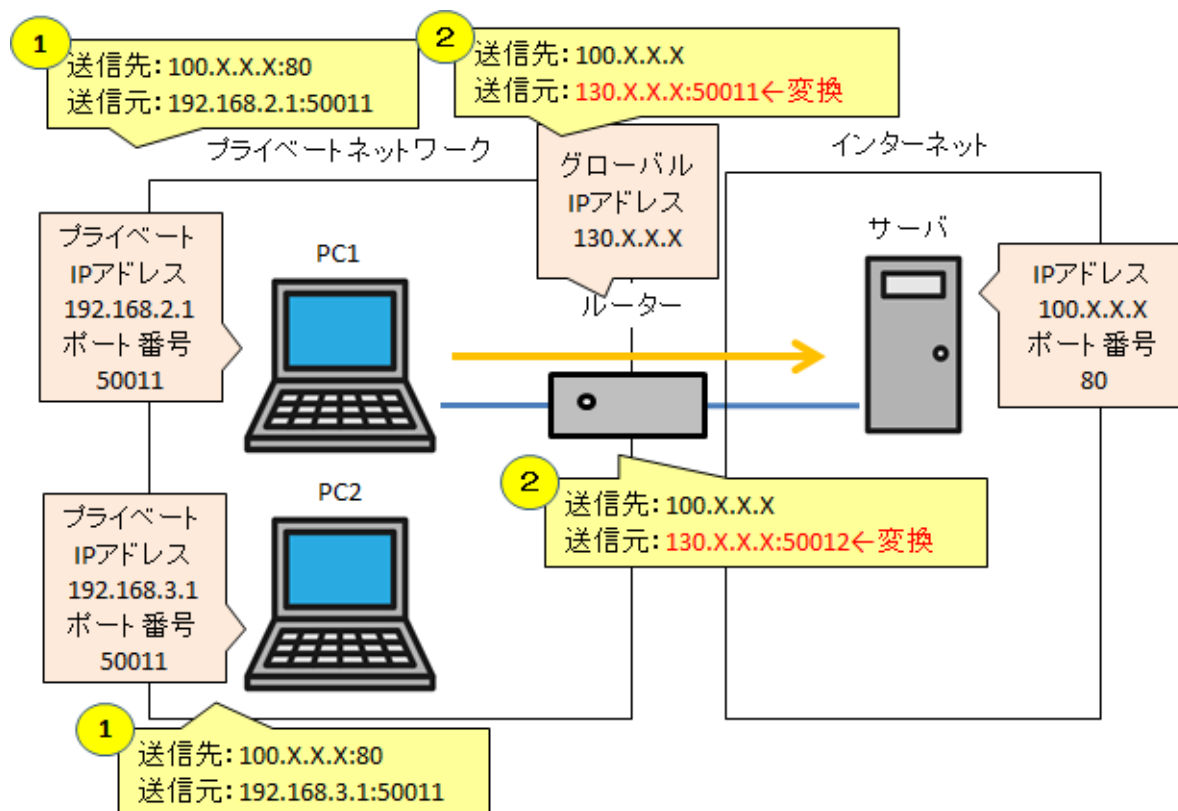 1
送信先:100.X.X.X:80
送信元:192.168.2.1:50011
2
送信先:100.X.X.X
送信元:130.X.X.X:50011←変換
プライベートネットワーク
インターネット
グローバル
IPアドレス
130.X.X.X
プライベート
IPアドレス
192.168.2.1
ポート番号
50011
PC1
ルーター
サーバ
IPアドレス
100.X.X.X
ポート番号
80
プライベート
IPアドレス
192.168.3.1
ポート番号
50011
PC2
2
送信先:100.X.X.X
送信元:130.X.X.X:50012←変換
1
送信先:100.X.X.X:80
送信元:192.168.3.1:50011